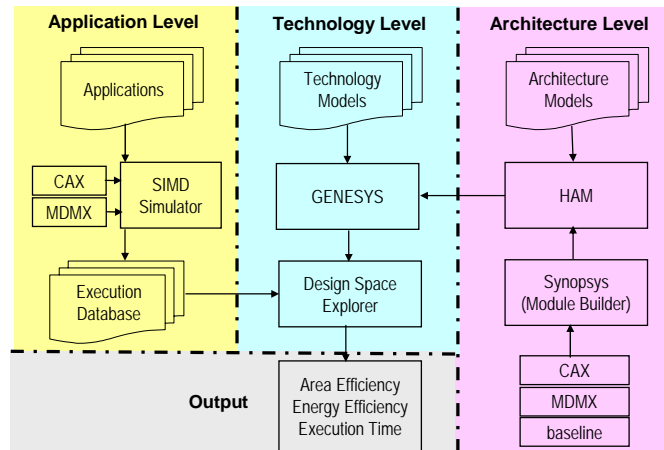 Application Level
Technology Level
Architecture Level
Applications
Technology
Models
Architecture
Models
CAX
MDMX
SIMD
Simulator
GENESYS
HAM
Execution
Database
Design Space
Explorer
Synopsys
(Module Builder)
CAX
MDMX
baseline
Output
Area Efficiency
Energy Efficiency
Execution Time